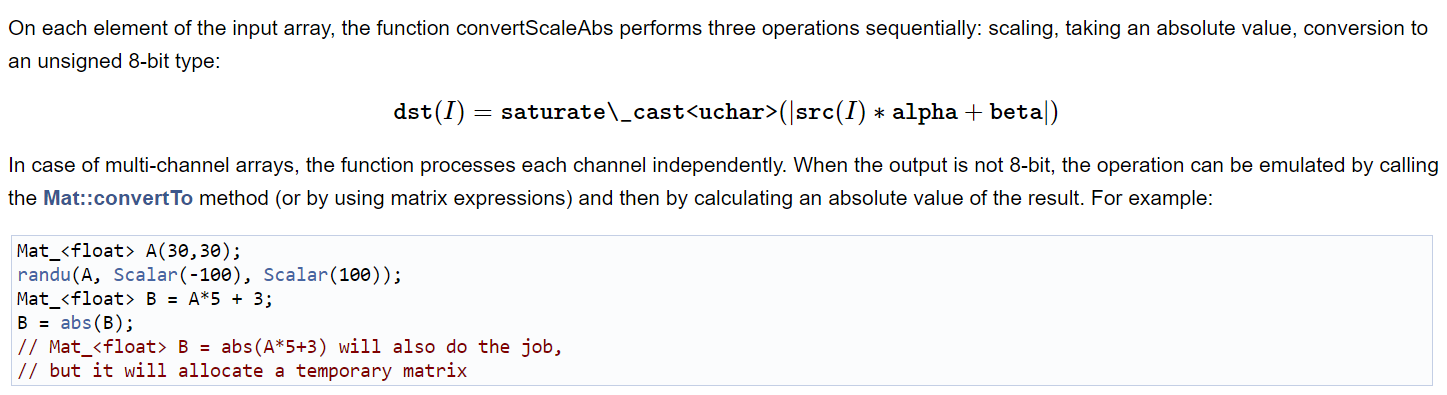 On each element of the input array, the function convertScaleAbs performs three operations sequentially: scaling, taking an absolute value, conversion to
an unsigned 8-bit type:
dst(I) = saturate\_cast<uchar>(|src(I) * alpha + beta|)
In case of multi-channel arrays, the function processes each channel independently. When the output is not 8-bit, the operation can be emulated by calling
the Mat::convertTo method (or by using matrix expressions) and then by calculating an absolute value of the result. For example:
Mat_<float> A(30,30);
randu(A, Scalar(-100), Scalar(100));
Mat_<float> B = A*5 + 3;
B = abs(B);
// Mat_<float> B = abs(A*5+3) will also do the job,
// but it will allocate a temporary matrix